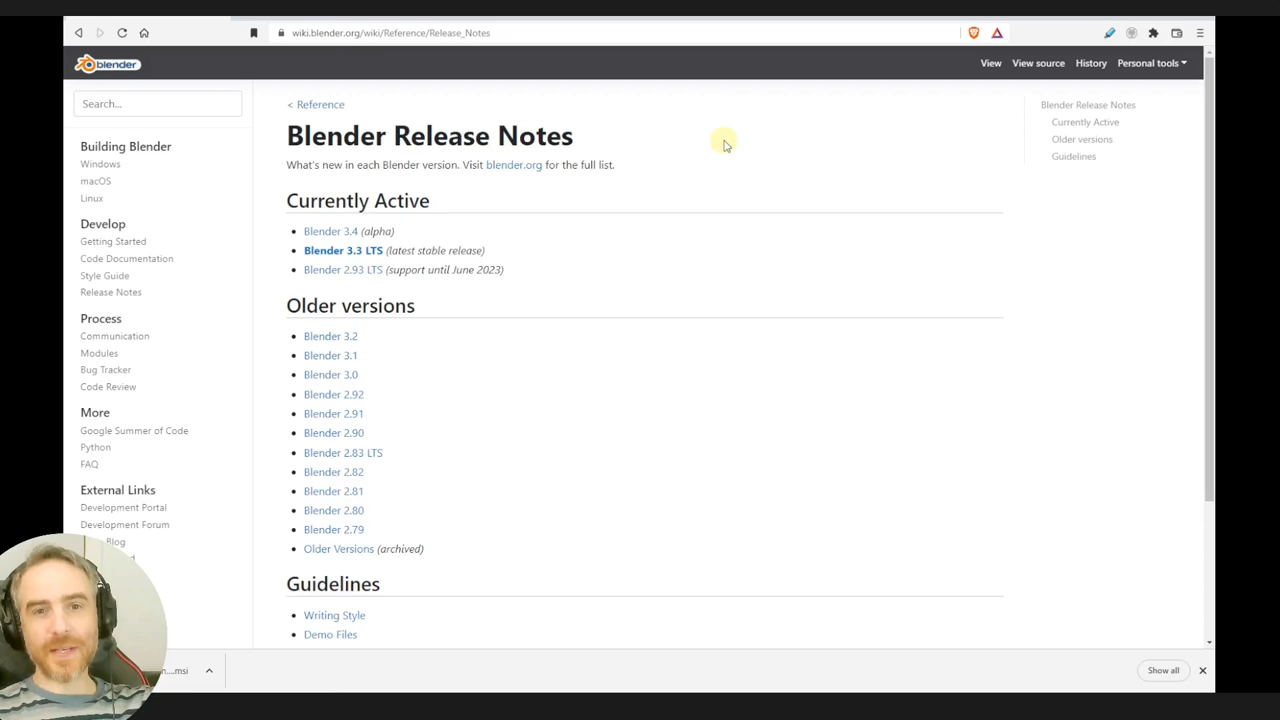 wiki.blender.org/wiki/Reference/Release_Notes
blender
View
View source
History
Personal tools
Search...
Building Blender
Windows
macOS
Linux
Develop
Getting Started
Code Documentation
Style Guide
Release Notes
Process
Communication
Modules
Bug Tracker
Code Review
More
Google Summer of Code
Python
FAQ
External Links
Development Portal
Development Forum
Blog
< Reference
Blender Release Notes
What's new in each Blender version. Visit blender.org for the full list.
Currently Active
Blender 3.4 (alpha)
Blender 3.3 LTS (latest stable release)
Blender 2.93 LTS (support until June 2023)
Older versions
Blender 3.2
Blender 3.1
Blender 3.0
Blender 2.92
Blender 2.91
Blender 2.90
Blender 2.83 LTS
Blender 2.82
Blender 2.81
Blender 2.80
Blender 2.79
Older Versions (archived)
Guidelines
Writing Style
Demo Files
Blender Release Notes
Currently Active
Older versions
Guidelines
n....msi
Show all